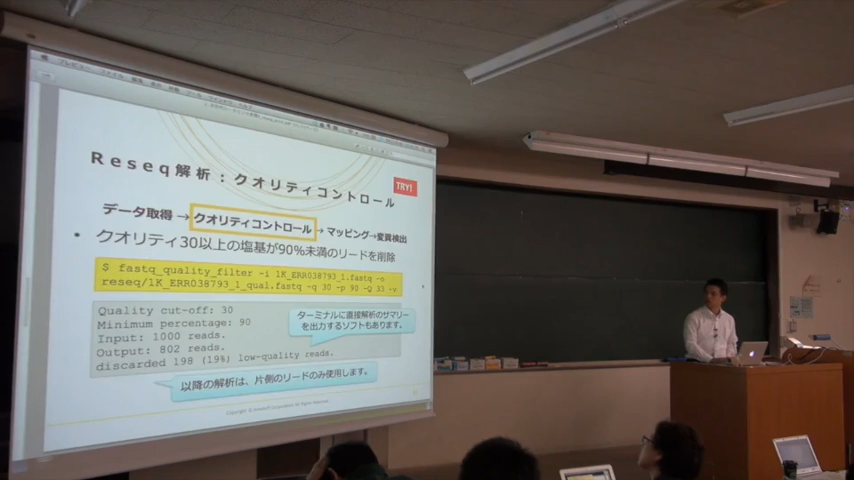 Reseq解析：クオリティコントロール
TRY!
データ取得→クオリティコントロール→マッピング→変異検出
• クオリティ30以上の塩基が90%未満のリードを削除
$ fastq_quality_filter -i 1K_ERR038793_1.fastq -o
reseq/1K_ERR038793_1_qual.fastq -q 30 -p 90 -Q 33 -v
Quality cut-off: 30
Minimum percentage: 90
Input: 1000 reads.
Output: 802 reads.
discarded 198 (19%) low-quality reads.
ターミナルに直接解析のサマリー
を出力するソフトもあります。
以降の解析は、片側のリードのみ使用します。